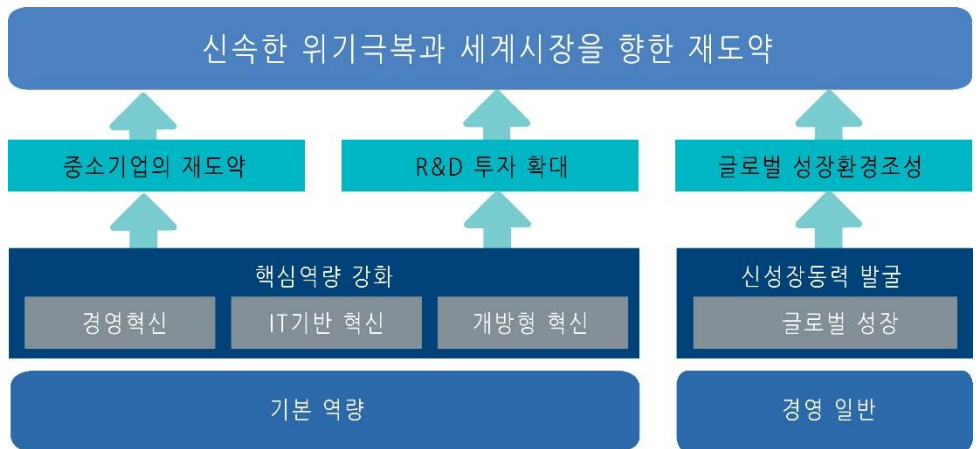 신속한 위기극복과 세계시장을 향한 재도약
중소기업의 재도약
R&D 투자 확대
글로벌 성장환경조성
핵심역량 강화
신성장동력 발굴
경영혁신
IT기반 혁신
개방형 혁신
글로벌 성장
기본 역량
경영 일반